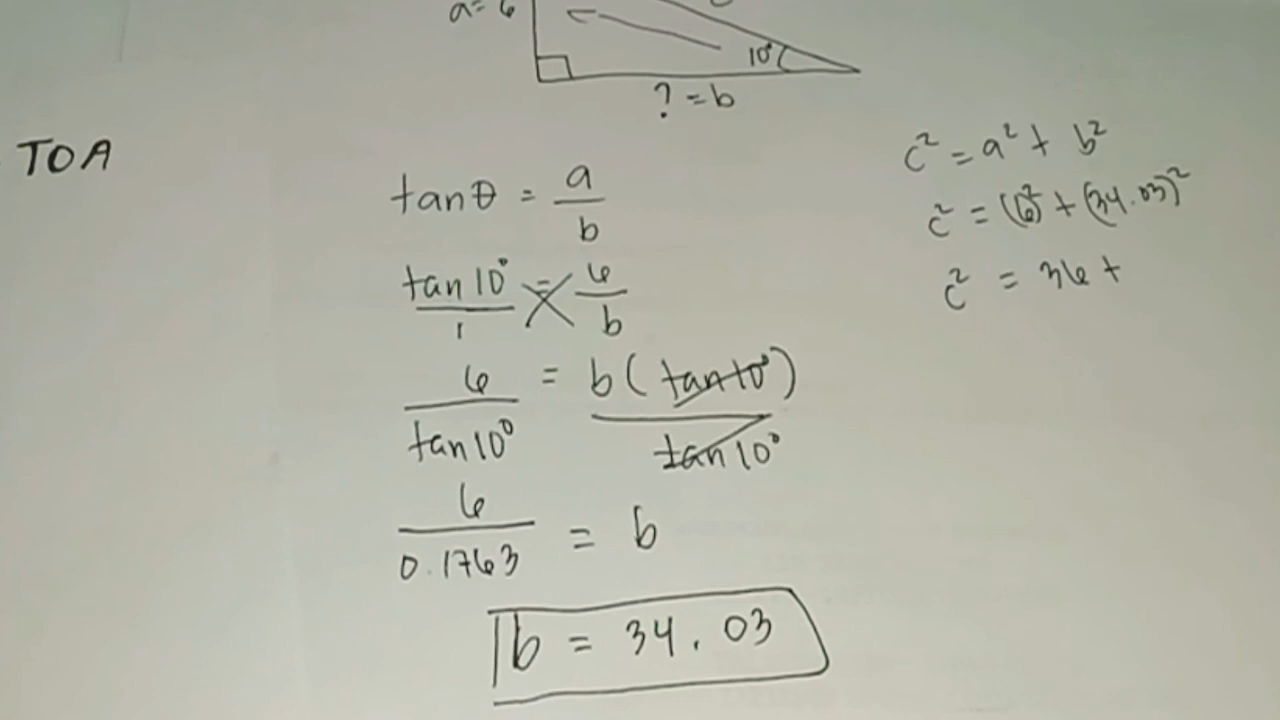 a = 6
10°
? = b
TOA
tan θ = a/b
tan 10°/1 = 6/b
6/tan 10° = b(tan 10°)/tan 10°
6/0.1763 = b
b = 34.03
c² = a² + b²
c² = (6)² + (34.03)²
c² = 36 +